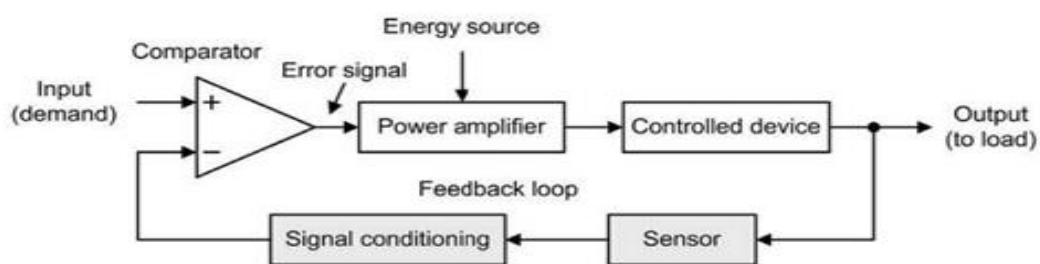 Energy source
Comparator
Error signal
Input
(demand)
+
Power amplifier
Controlled device
Output
(to load)
−
Feedback loop
Signal conditioning
Sensor